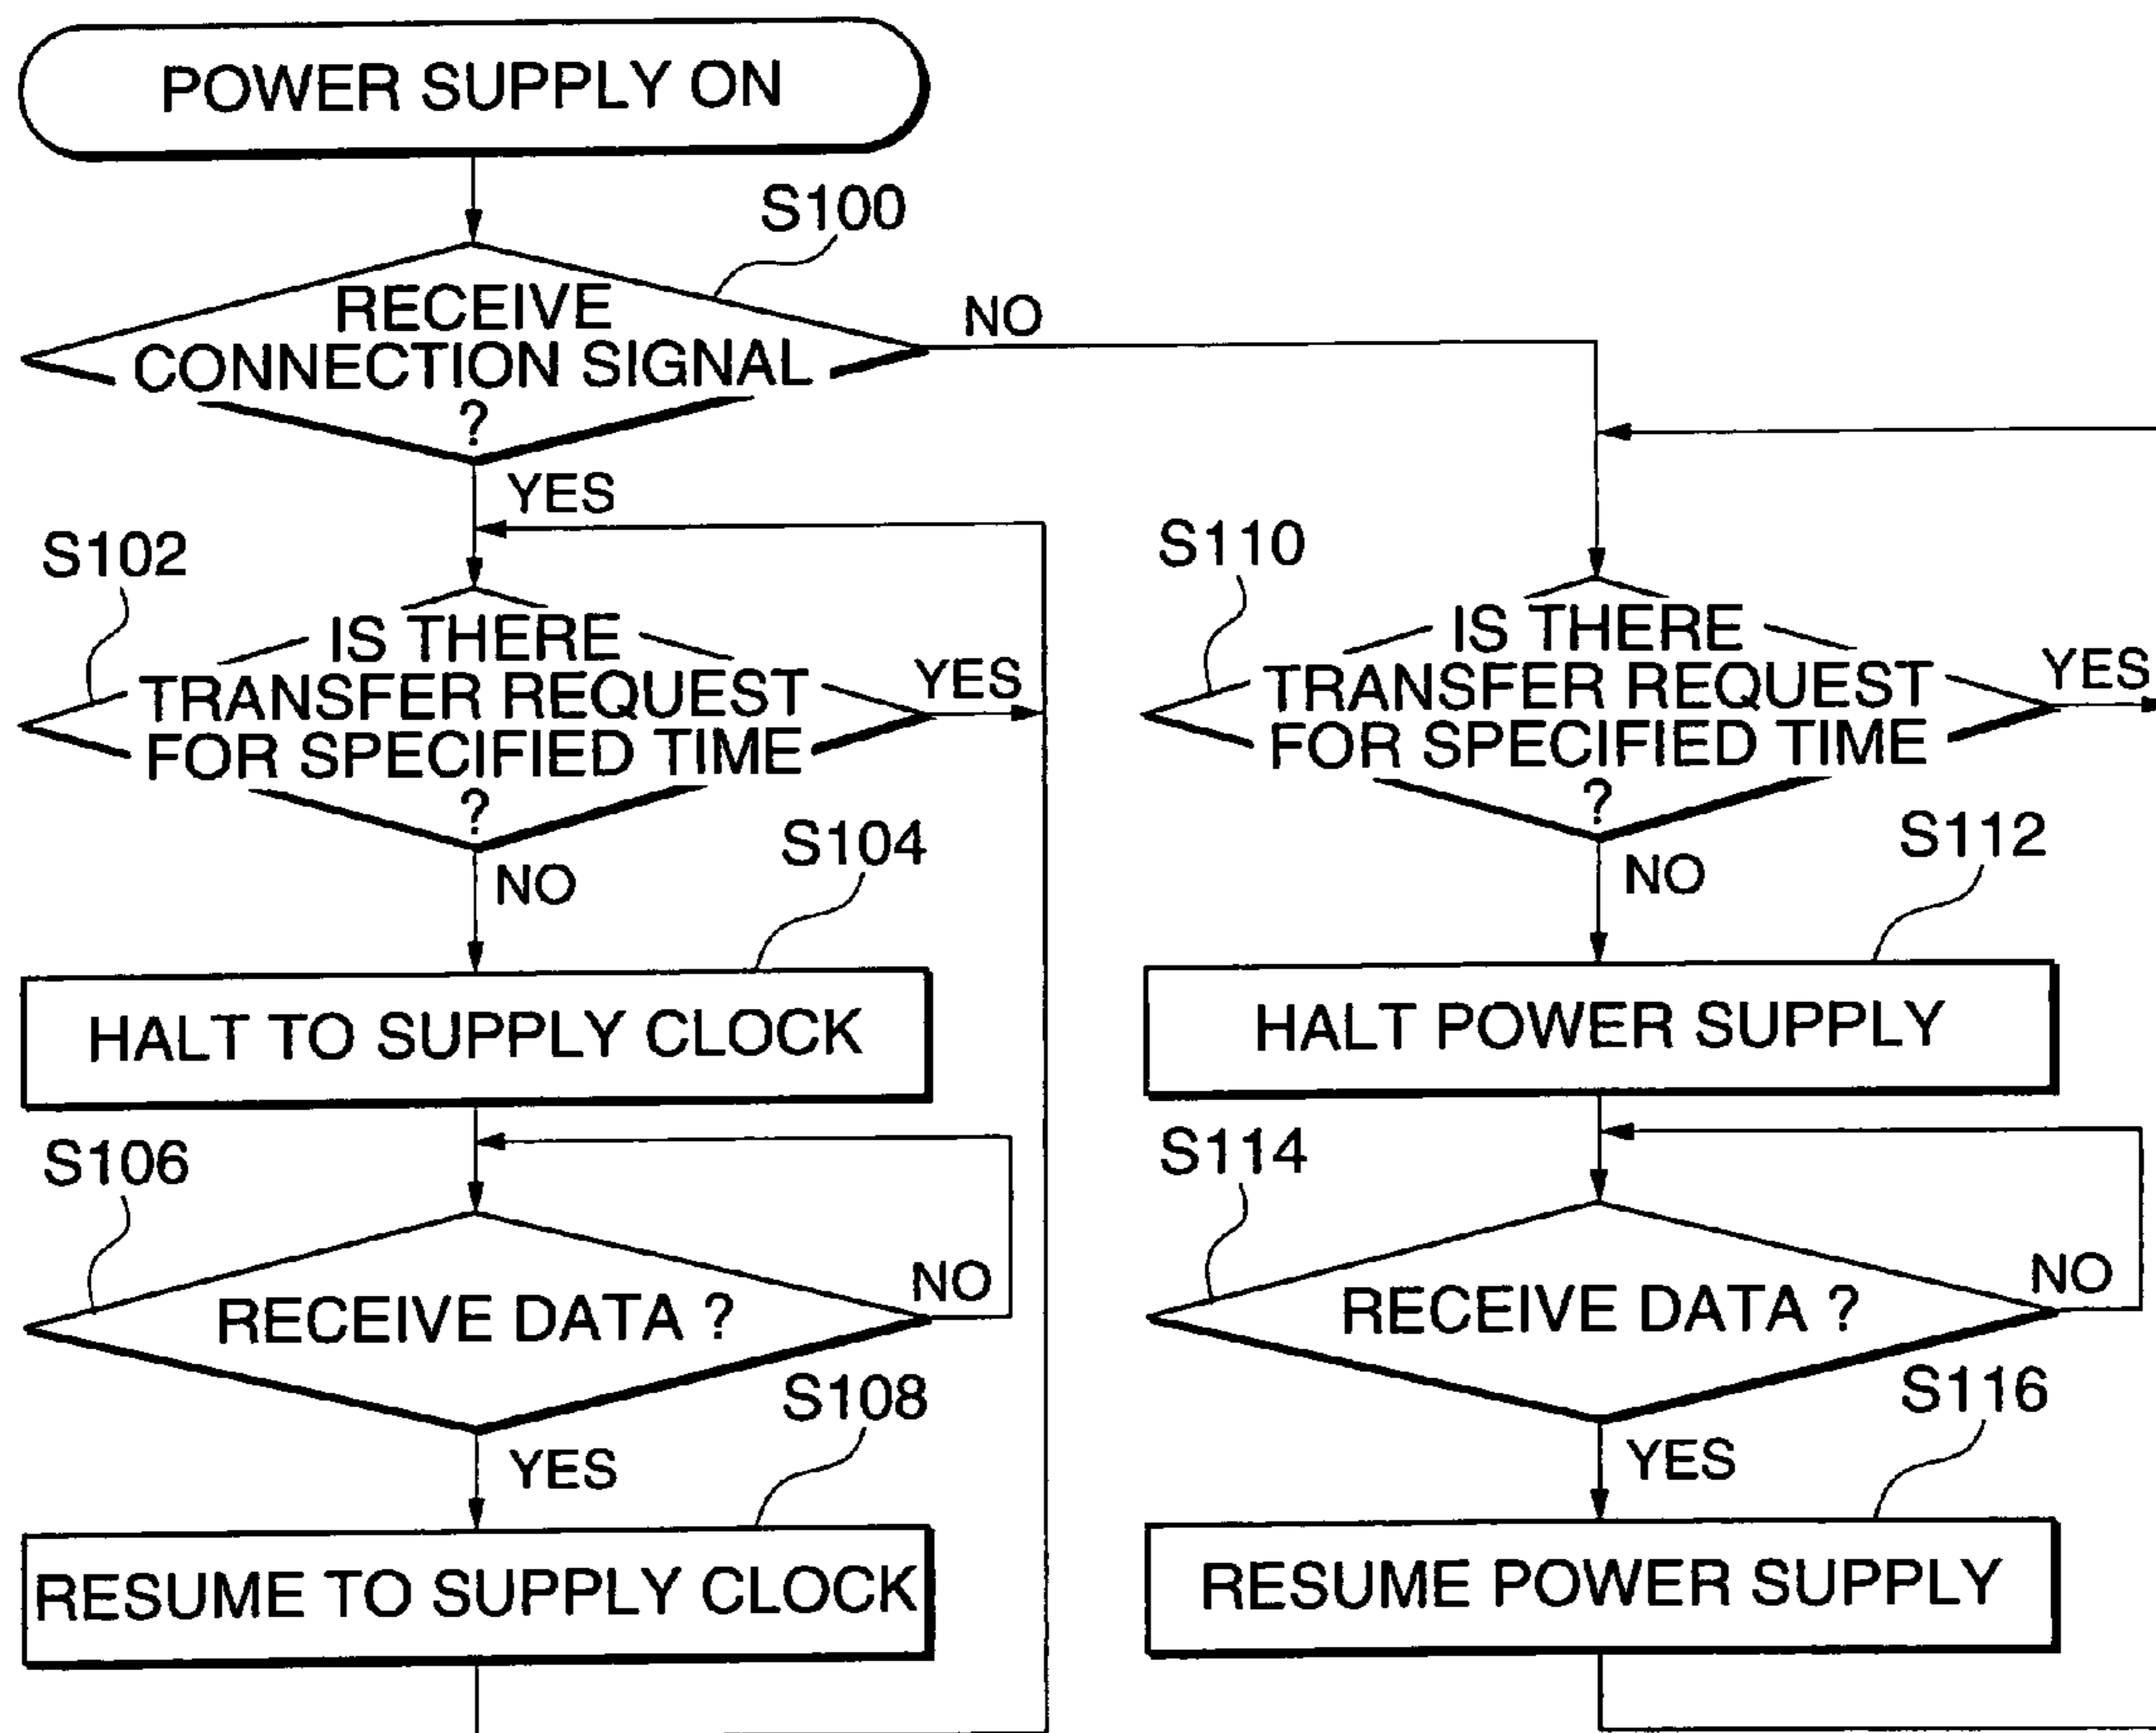 POWER SUPPLY ON
S100
RECEIVE
CONNECTION SIGNAL
?
NO
YES
S102
IS THERE
TRANSFER REQUEST
FOR SPECIFIED TIME
?
YES
NO
S104
HALT TO SUPPLY CLOCK
S106
RECEIVE DATA ?
NO
YES
S108
RESUME TO SUPPLY CLOCK
S110
IS THERE
TRANSFER REQUEST
FOR SPECIFIED TIME
?
YES
NO
S112
HALT POWER SUPPLY
S114
RECEIVE DATA ?
NO
YES
S116
RESUME POWER SUPPLY